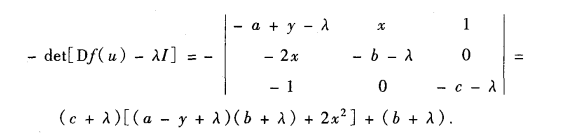 - det[Df(u) - λI] = - | - a + y - λ x 1 |
| - 2x - b - λ 0 | =
| - 1 0 - c - λ |
(c + λ)[(a - y + λ)(b + λ) + 2x²] + (b + λ).